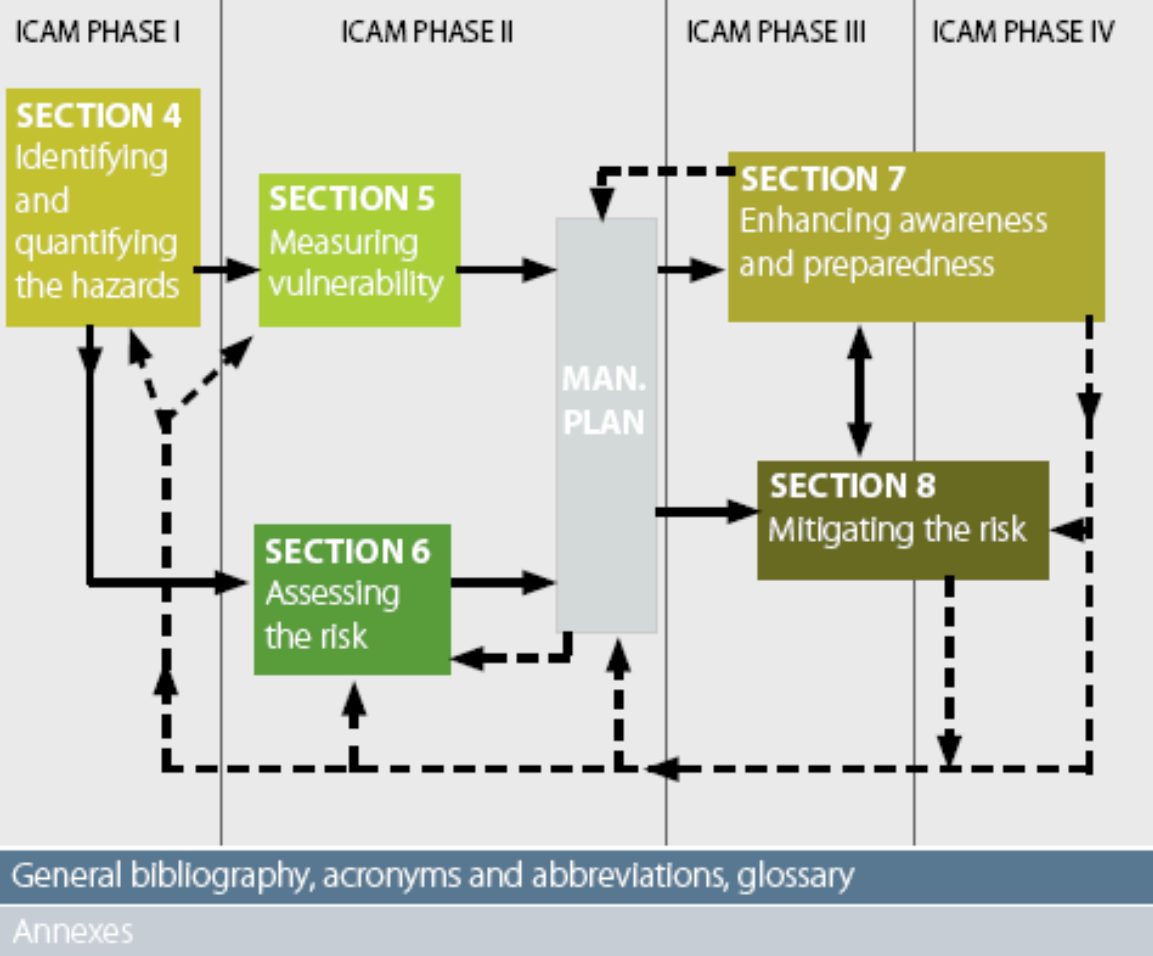 ICAM PHASE I
ICAM PHASE II
ICAM PHASE III
ICAM PHASE IV
SECTION 4
Identifying
and
quantifying
the hazards
SECTION 5
Measuring
vulnerability
MAN.
PLAN
SECTION 7
Enhancing awareness
and preparedness
SECTION 6
Assessing
the risk
SECTION 8
Mitigating the risk
General bibliography, acronyms and abbreviations, glossary
Annexes